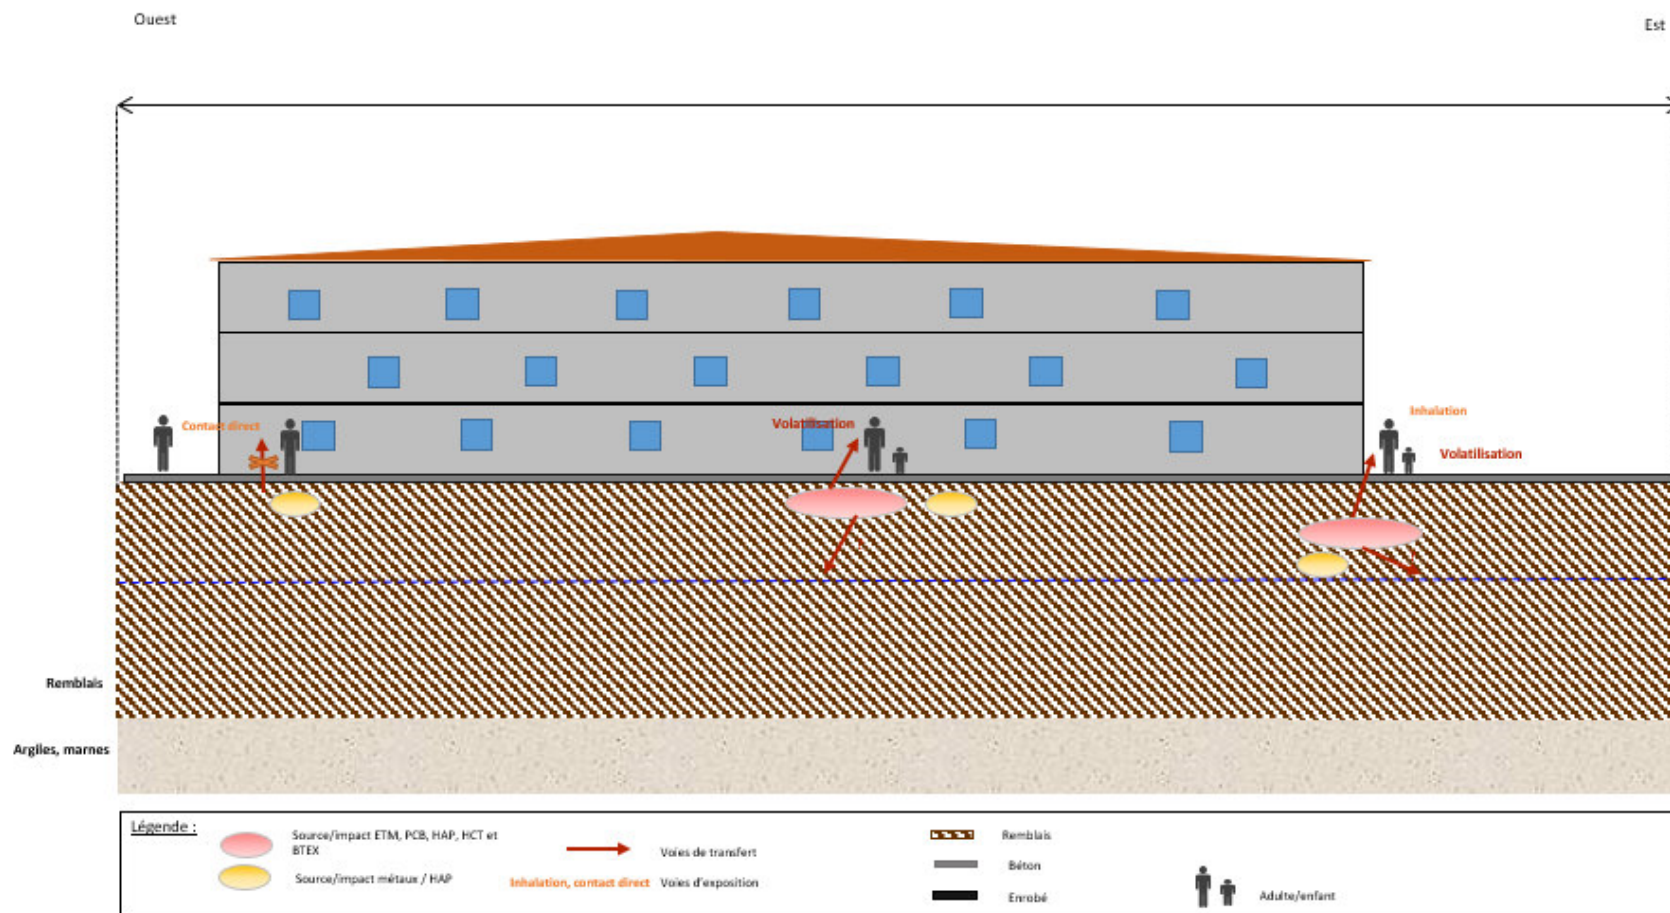 Ouest
Est
Contact direct
Volatilisation
Inhalation
Volatilisation
Remblais
Argiles, marnes
Légende :
Source/impact ETM, PCB, HAP, HCT et
BTEX
Source/impact métaux / HAP
Voies de transfert
Inhalation, contact direct Voies d'exposition
Remblais
Béton
Enrobé
Adulte/enfant